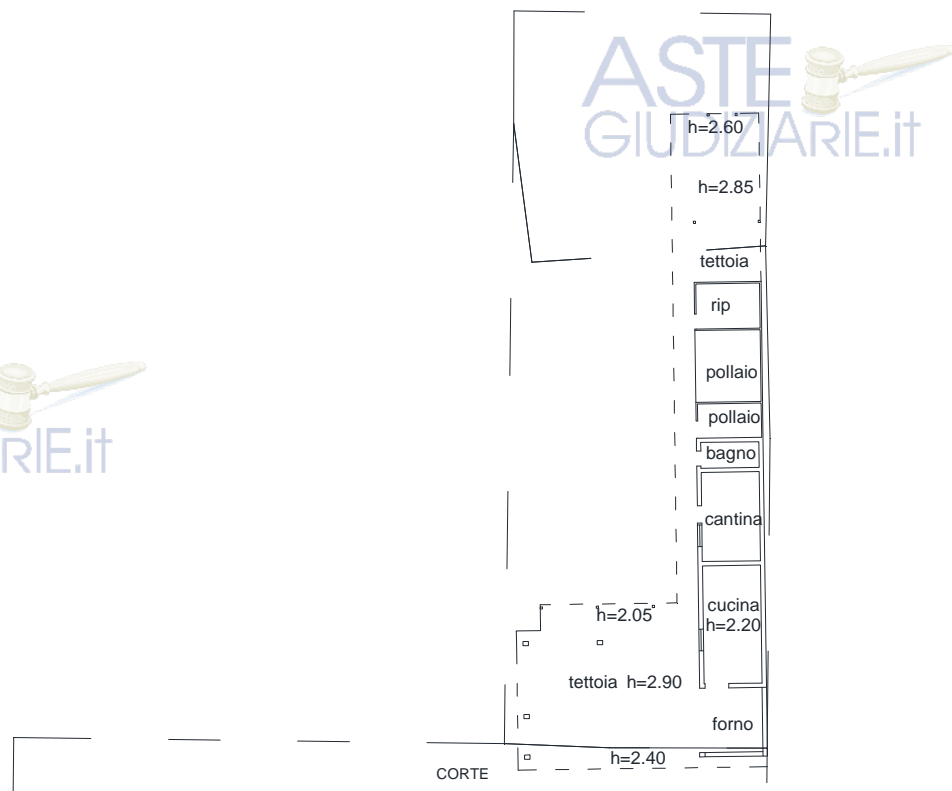 ASTE
GIUDIZIARIE.it
h=2.60
h=2.85
tettoia
rip
pollaio
pollaio
RIE.it
bagno
cantina
cucina
h=2.20
h=2.05
tettoia h=2.90
forno
h=2.40
CORTE